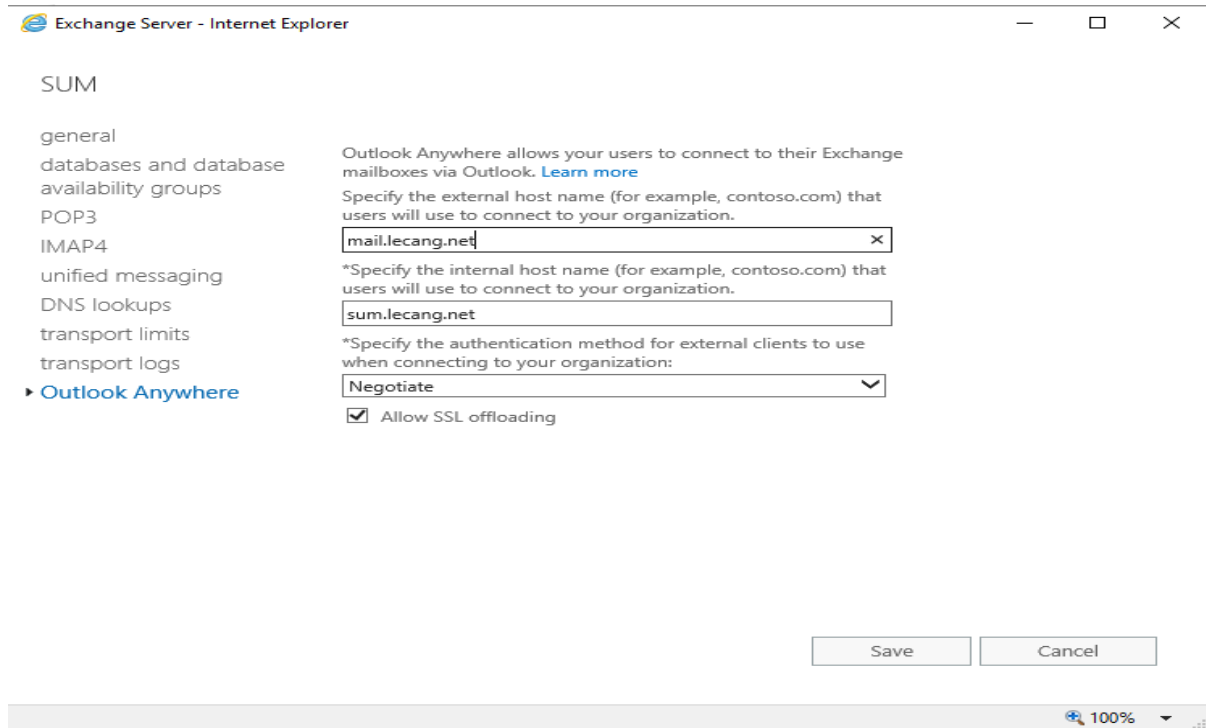 Exchange Server - Internet Explorer
SUM
general
databases and database
availability groups
POP3
IMAP4
unified messaging
DNS lookups
transport limits
transport logs
Outlook Anywhere
Outlook Anywhere allows your users to connect to their Exchange
mailboxes via Outlook. Learn more
Specify the external host name (for example, contoso.com) that
users will use to connect to your organization.
mail.lecang.net
*Specify the internal host name (for example, contoso.com) that
users will use to connect to your organization.
sum.lecang.net
*Specify the authentication method for external clients to use
when connecting to your organization:
Negotiate
Allow SSL offloading
Save Cancel
100%